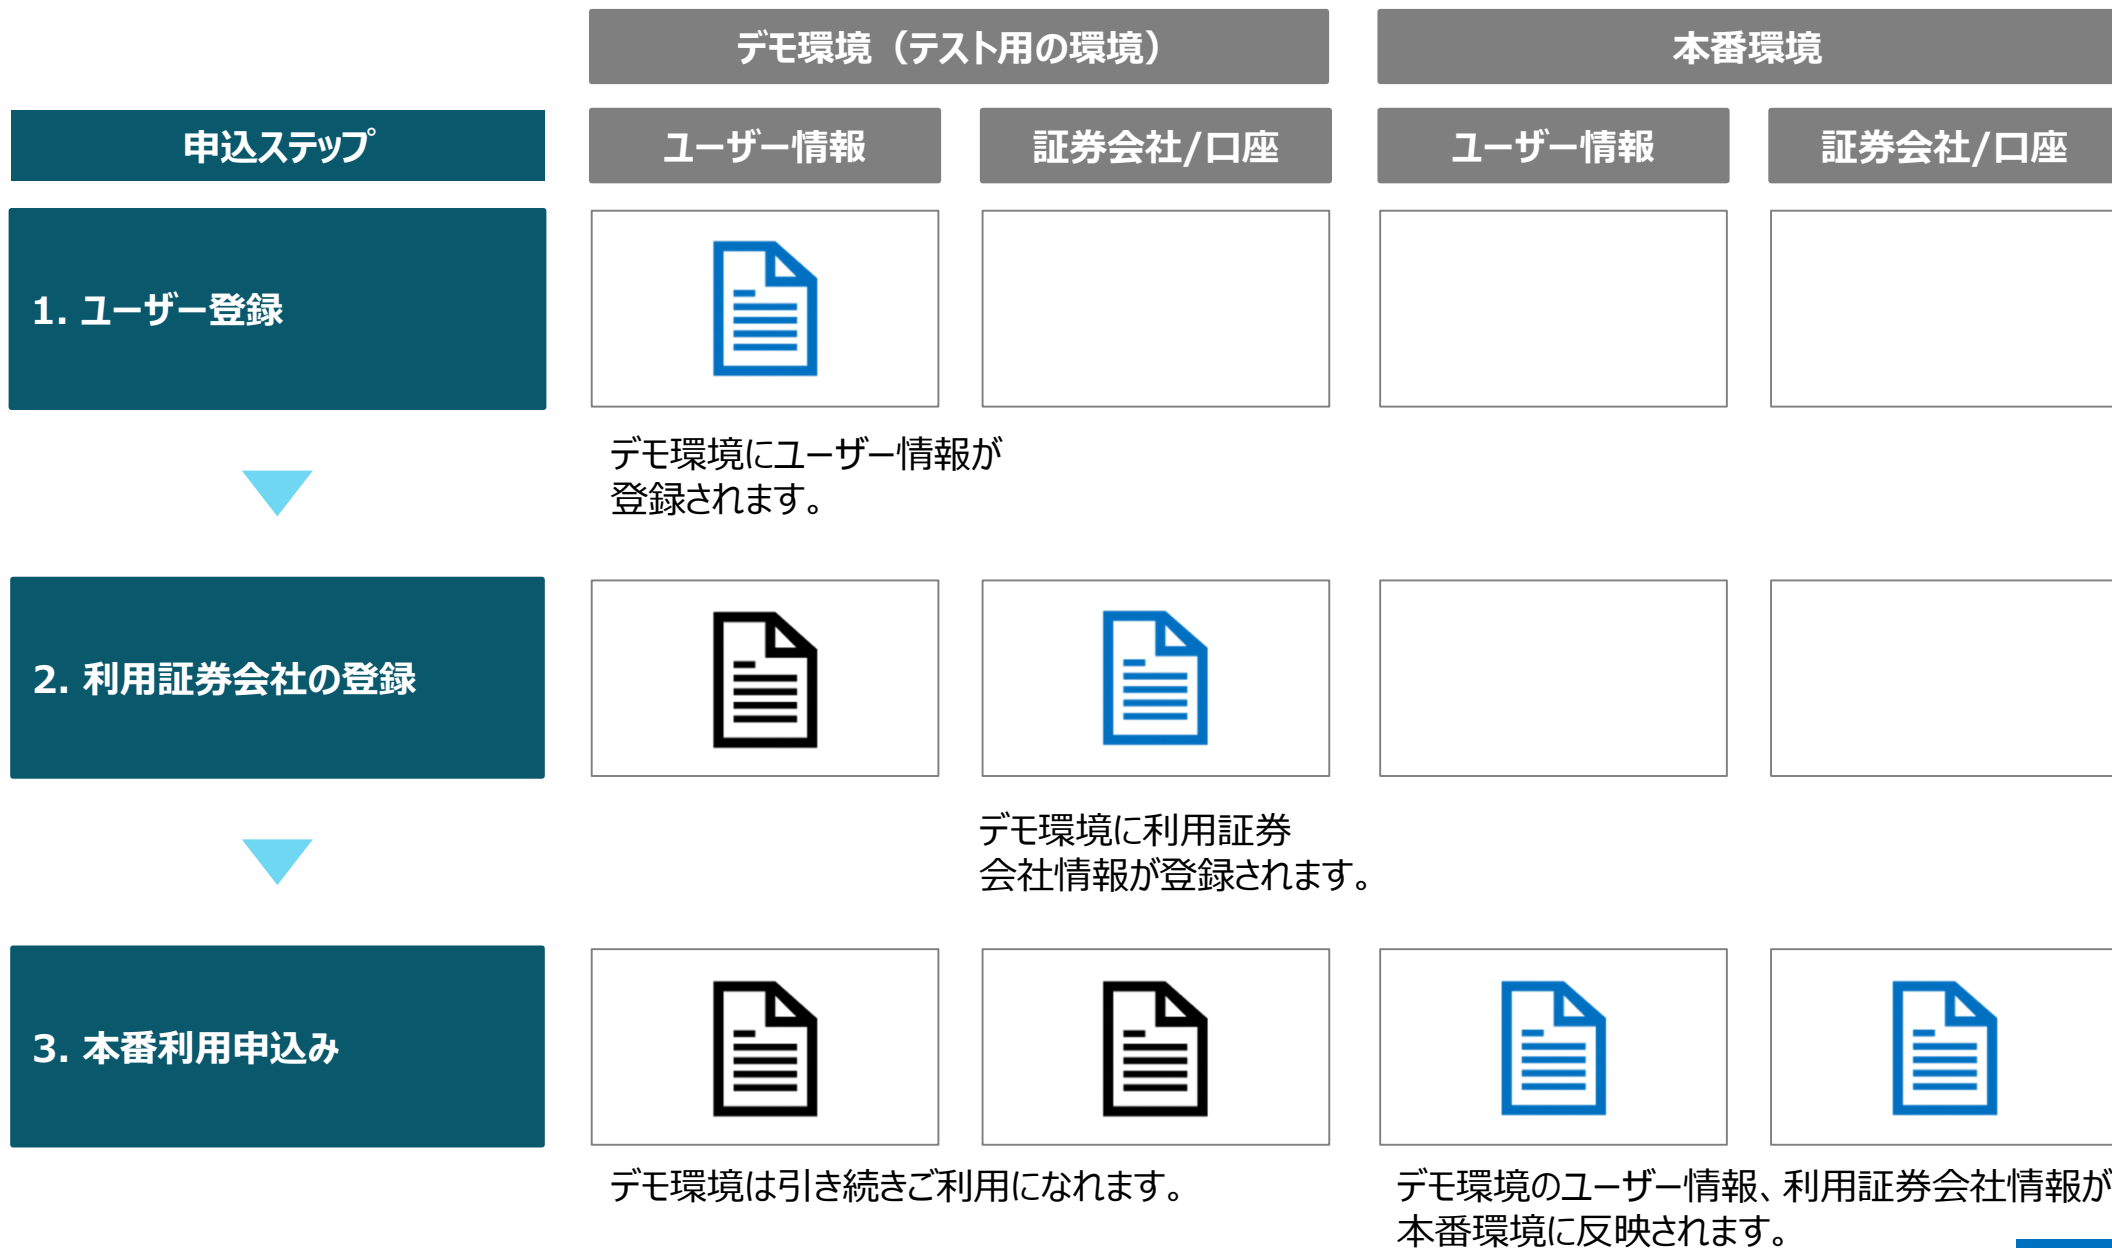 デモ環境（テスト用の環境）
本番環境
申込ステップ
ユーザー情報
証券会社/口座
ユーザー情報
証券会社/口座
1. ユーザー登録
デモ環境にユーザー情報が
登録されます。
2. 利用証券会社の登録
デモ環境に利用証券
会社情報が登録されます。
3. 本番利用申込み
デモ環境は引き続きご利用になれます。
デモ環境のユーザー情報、利用証券会社情報が
本番環境に反映されます。